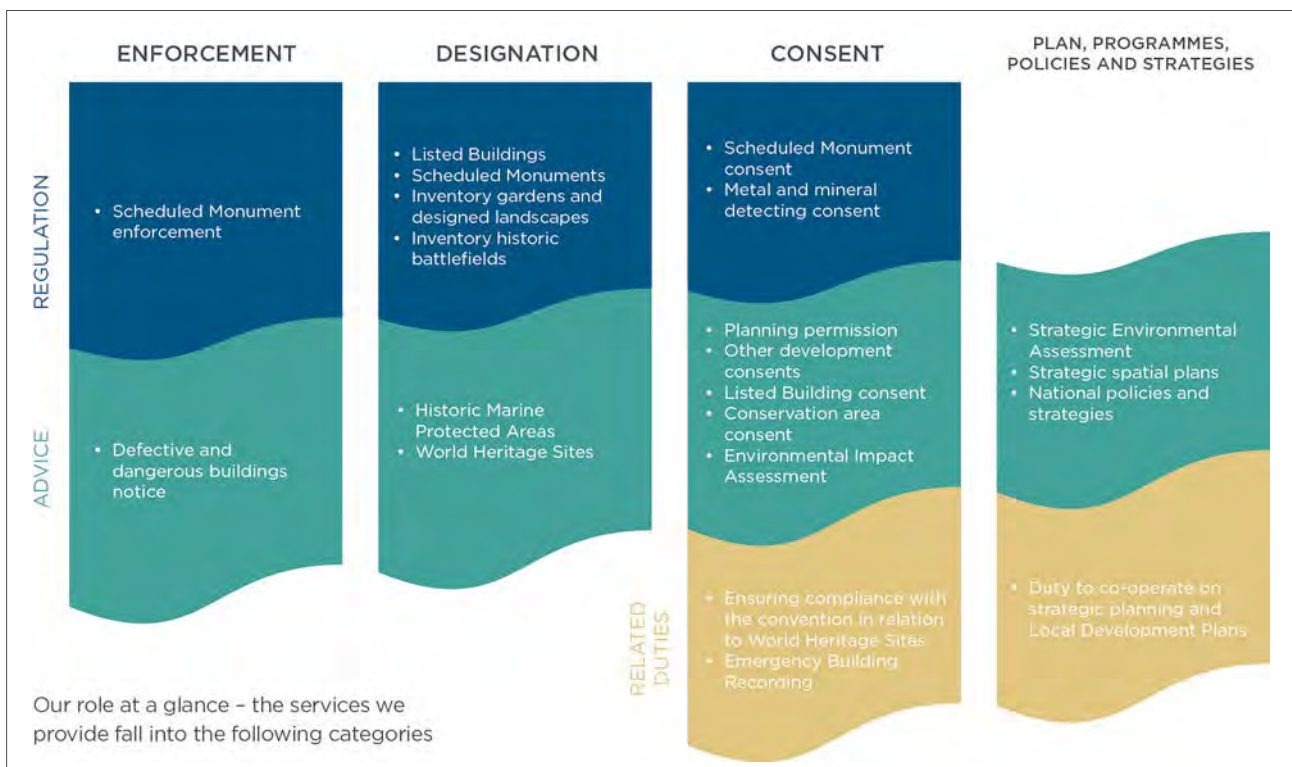 ENFORCEMENT
DESIGNATION
CONSENT
PLAN, PROGRAMMES,
POLICIES AND STRATEGIES
REGULATION
• Scheduled Monument
enforcement
• Listed Buildings
• Scheduled Monuments
• Inventory gardens and
designed landscapes
• Inventory historic
battlefields
• Scheduled Monument
consent
• Metal and mineral
detecting consent
ADVICE
• Defective and
dangerous buildings
notice
• Historic Marine
Protected Areas
• World Heritage Sites
• Planning permission
• Other development
consents
• Listed Building consent
• Conservation area
consent
• Environmental Impact
Assessment
• Strategic Environmental
Assessment
• Strategic spatial plans
• National policies and
strategies
RELATED
DUTIES
• Ensuring compliance with
the convention in relation
to World Heritage Sites
• Emergency Building
Recording
• Duty to co-operate on
strategic planning and
Local Development Plans
Our role at a glance – the services we
provide fall into the following categories